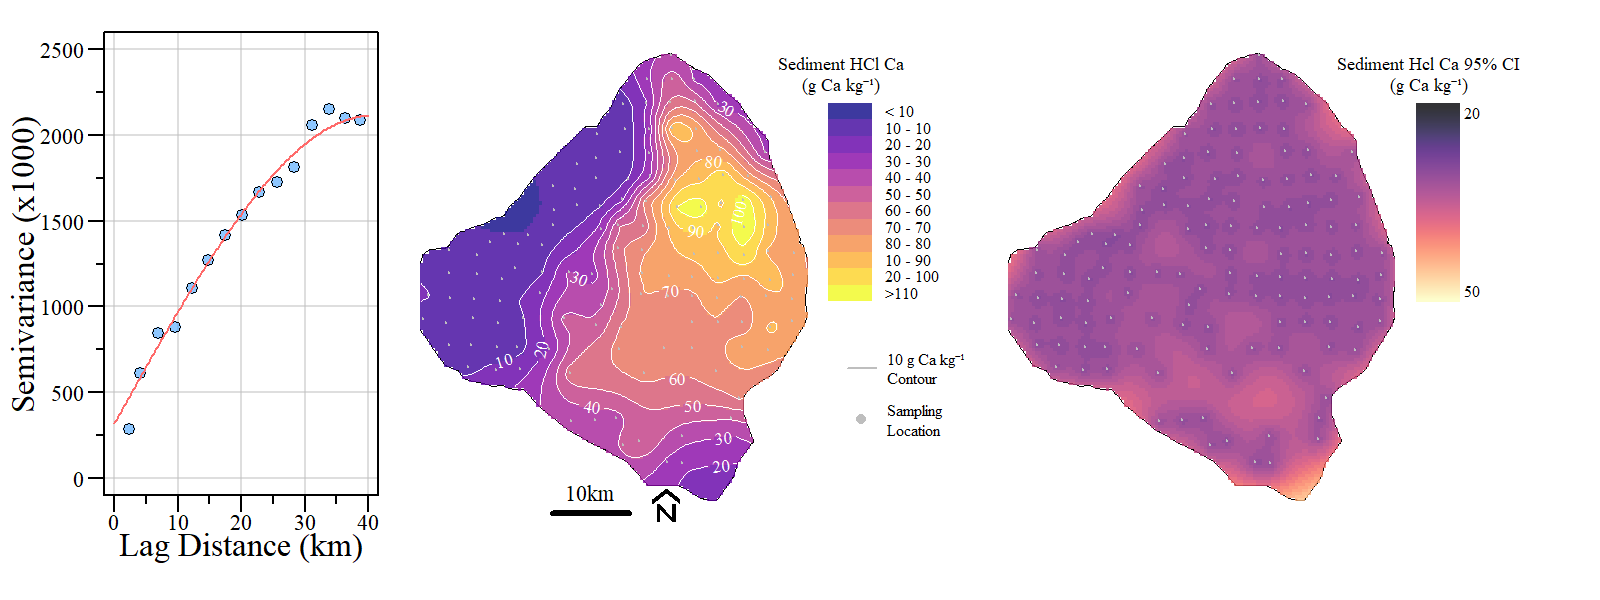 2500
2000
1500
1000
500
0
Semivariance (x1000)
0 10 20 30 40
Lag Distance (km)
Sediment HCl Ca
(g Ca kg⁻¹)
< 10
10 - 10
20 - 20
30 - 30
40 - 40
50 - 50
60 - 60
70 - 70
80 - 80
10 - 90
20 - 100
>110
30
80
100
90
30
70
20
10
60
40
50
30
20
10 g Ca kg⁻¹
Contour
Sampling
Location
10km
N
Sediment Hcl Ca 95% CI
(g Ca kg⁻¹)
20
50